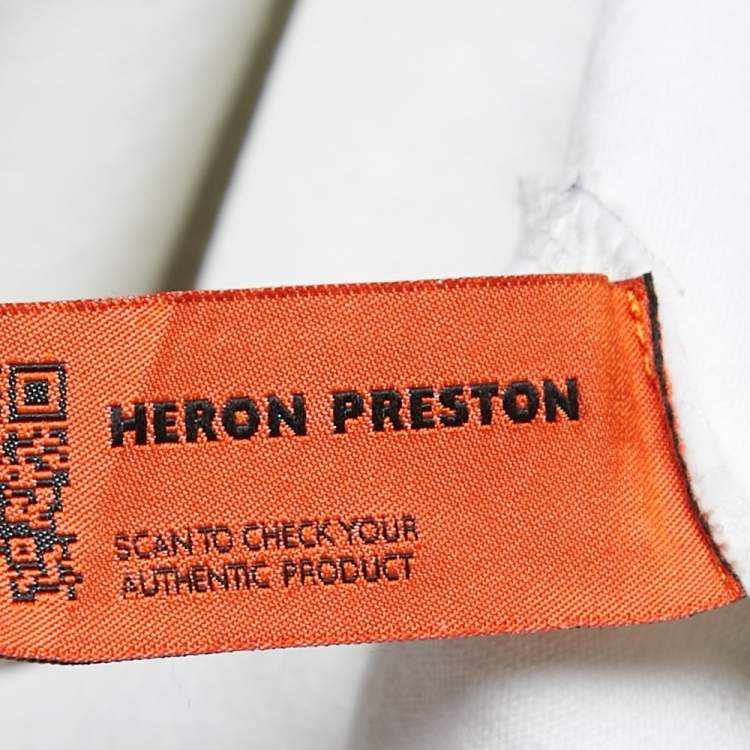 HERON PRESTON
SCAN TO CHECK YOUR
AUTHENTIC PRODUCT